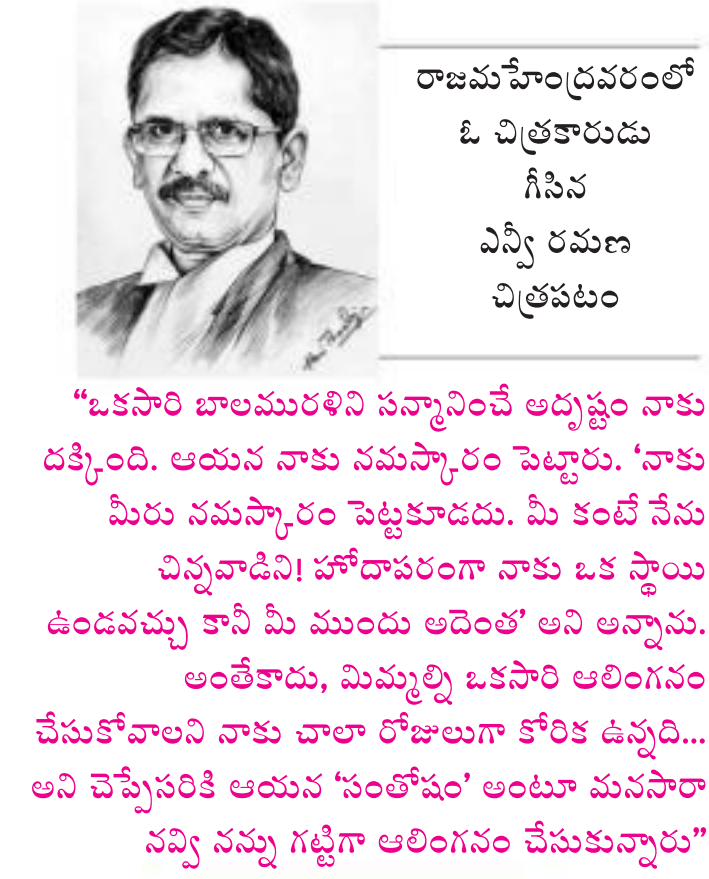 రాజమహేంద్రవరంలో
ఓ చిత్రకారుడు
గీసిన
ఎన్వీ రమణ
చిత్రపటం
“ఒకసారి బాలమురళిని సన్మానించే అదృష్టం నాకు
దక్కింది. ఆయన నాకు నమస్కారం పెట్టారు. ‘నాకు
మీరు నమస్కారం పెట్టకూడదు. మీ కంటే నేను
చిన్నవాడిని! హోదాపరంగా నాకు ఒక స్థాయి
ఉండవచ్చు కానీ మీ ముందు అదెంత’ అని అన్నాను.
అంతేకాదు, మిమ్మల్ని ఒకసారి ఆలింగనం
చేసుకోవాలని నాకు చాలా రోజులుగా కోరిక ఉన్నది...
అని చెప్పేసరికి ఆయన ‘సంతోషం’ అంటూ మనసారా
నవ్వి నన్ను గట్టిగా ఆలింగనం చేసుకున్నారు”